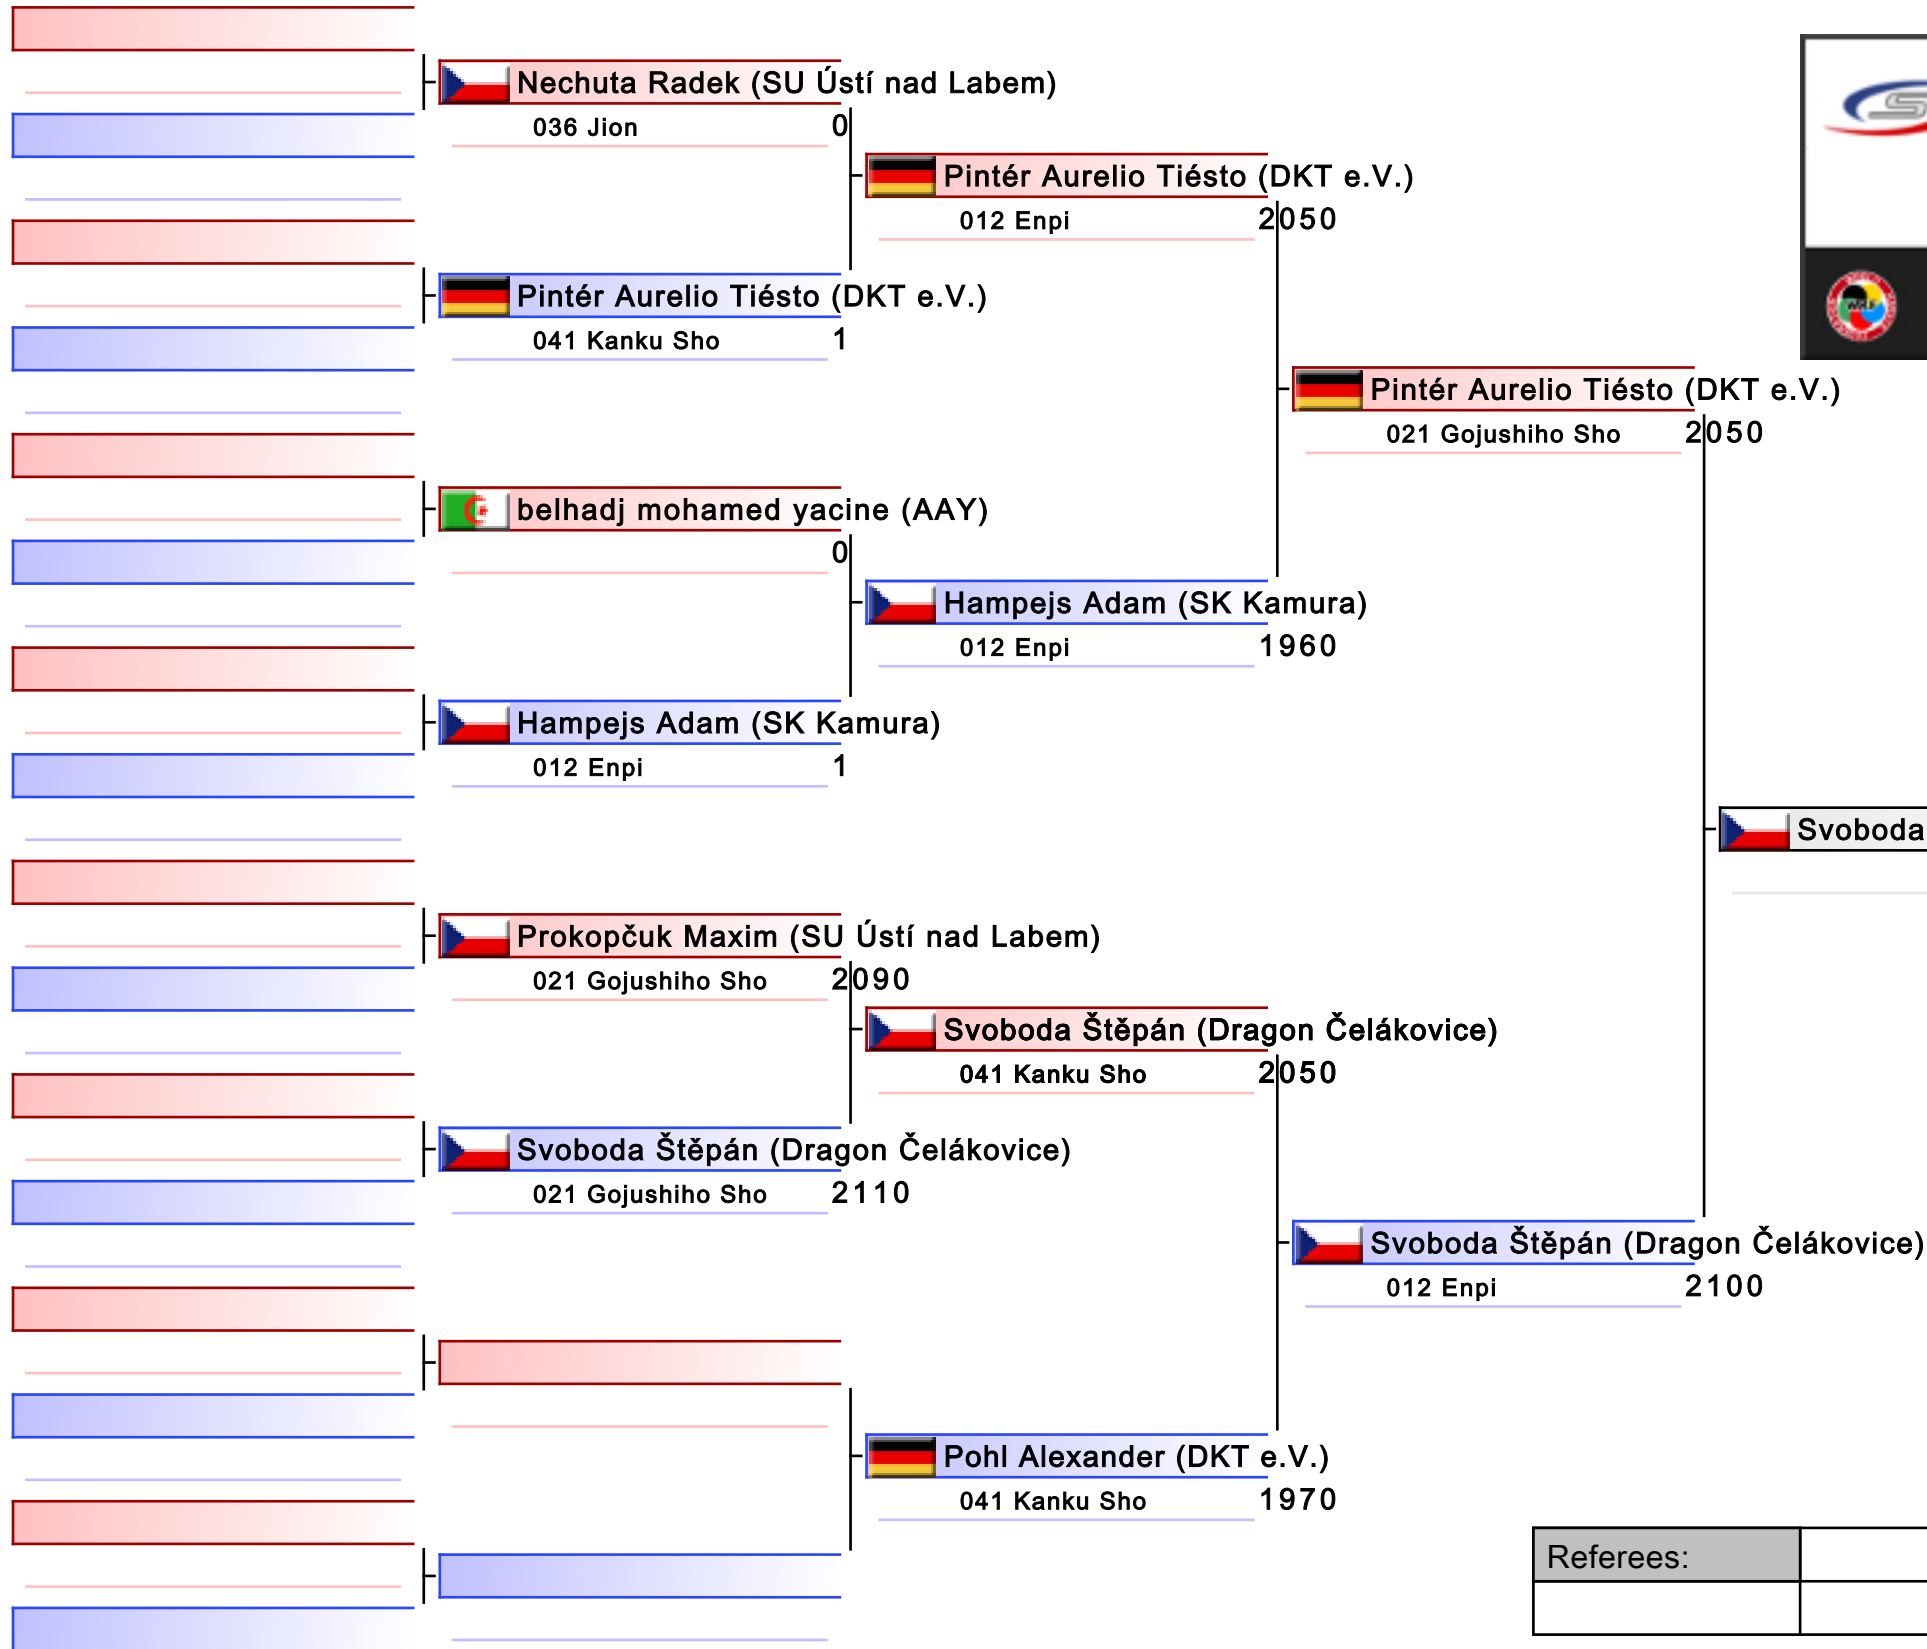 Nechuta Radek (SU Ústí nad Labem)
036 Jion 0
Pintér Aurelio Tiésto (DKT e.V.)
012 Enpi 2050
Pintér Aurelio Tiésto (DKT e.V.)
041 Kanku Sho 1
Pintér Aurelio Tiésto (DKT e.V.)
021 Gojushiho Sho 2050
belhadj mohamed yacine (AAY)
0
Hampejs Adam (SK Kamura)
012 Enpi 1960
Hampejs Adam (SK Kamura)
012 Enpi 1
Svoboda
Prokopčuk Maxim (SU Ústí nad Labem)
021 Gojushiho Sho 2090
Svoboda Štěpán (Dragon Čelákovice)
041 Kanku Sho 2050
Svoboda Štěpán (Dragon Čelákovice)
021 Gojushiho Sho 2110
Svoboda Štěpán (Dragon Čelákovice)
012 Enpi 2100
Pohl Alexander (DKT e.V.)
041 Kanku Sho 1970
Referees: